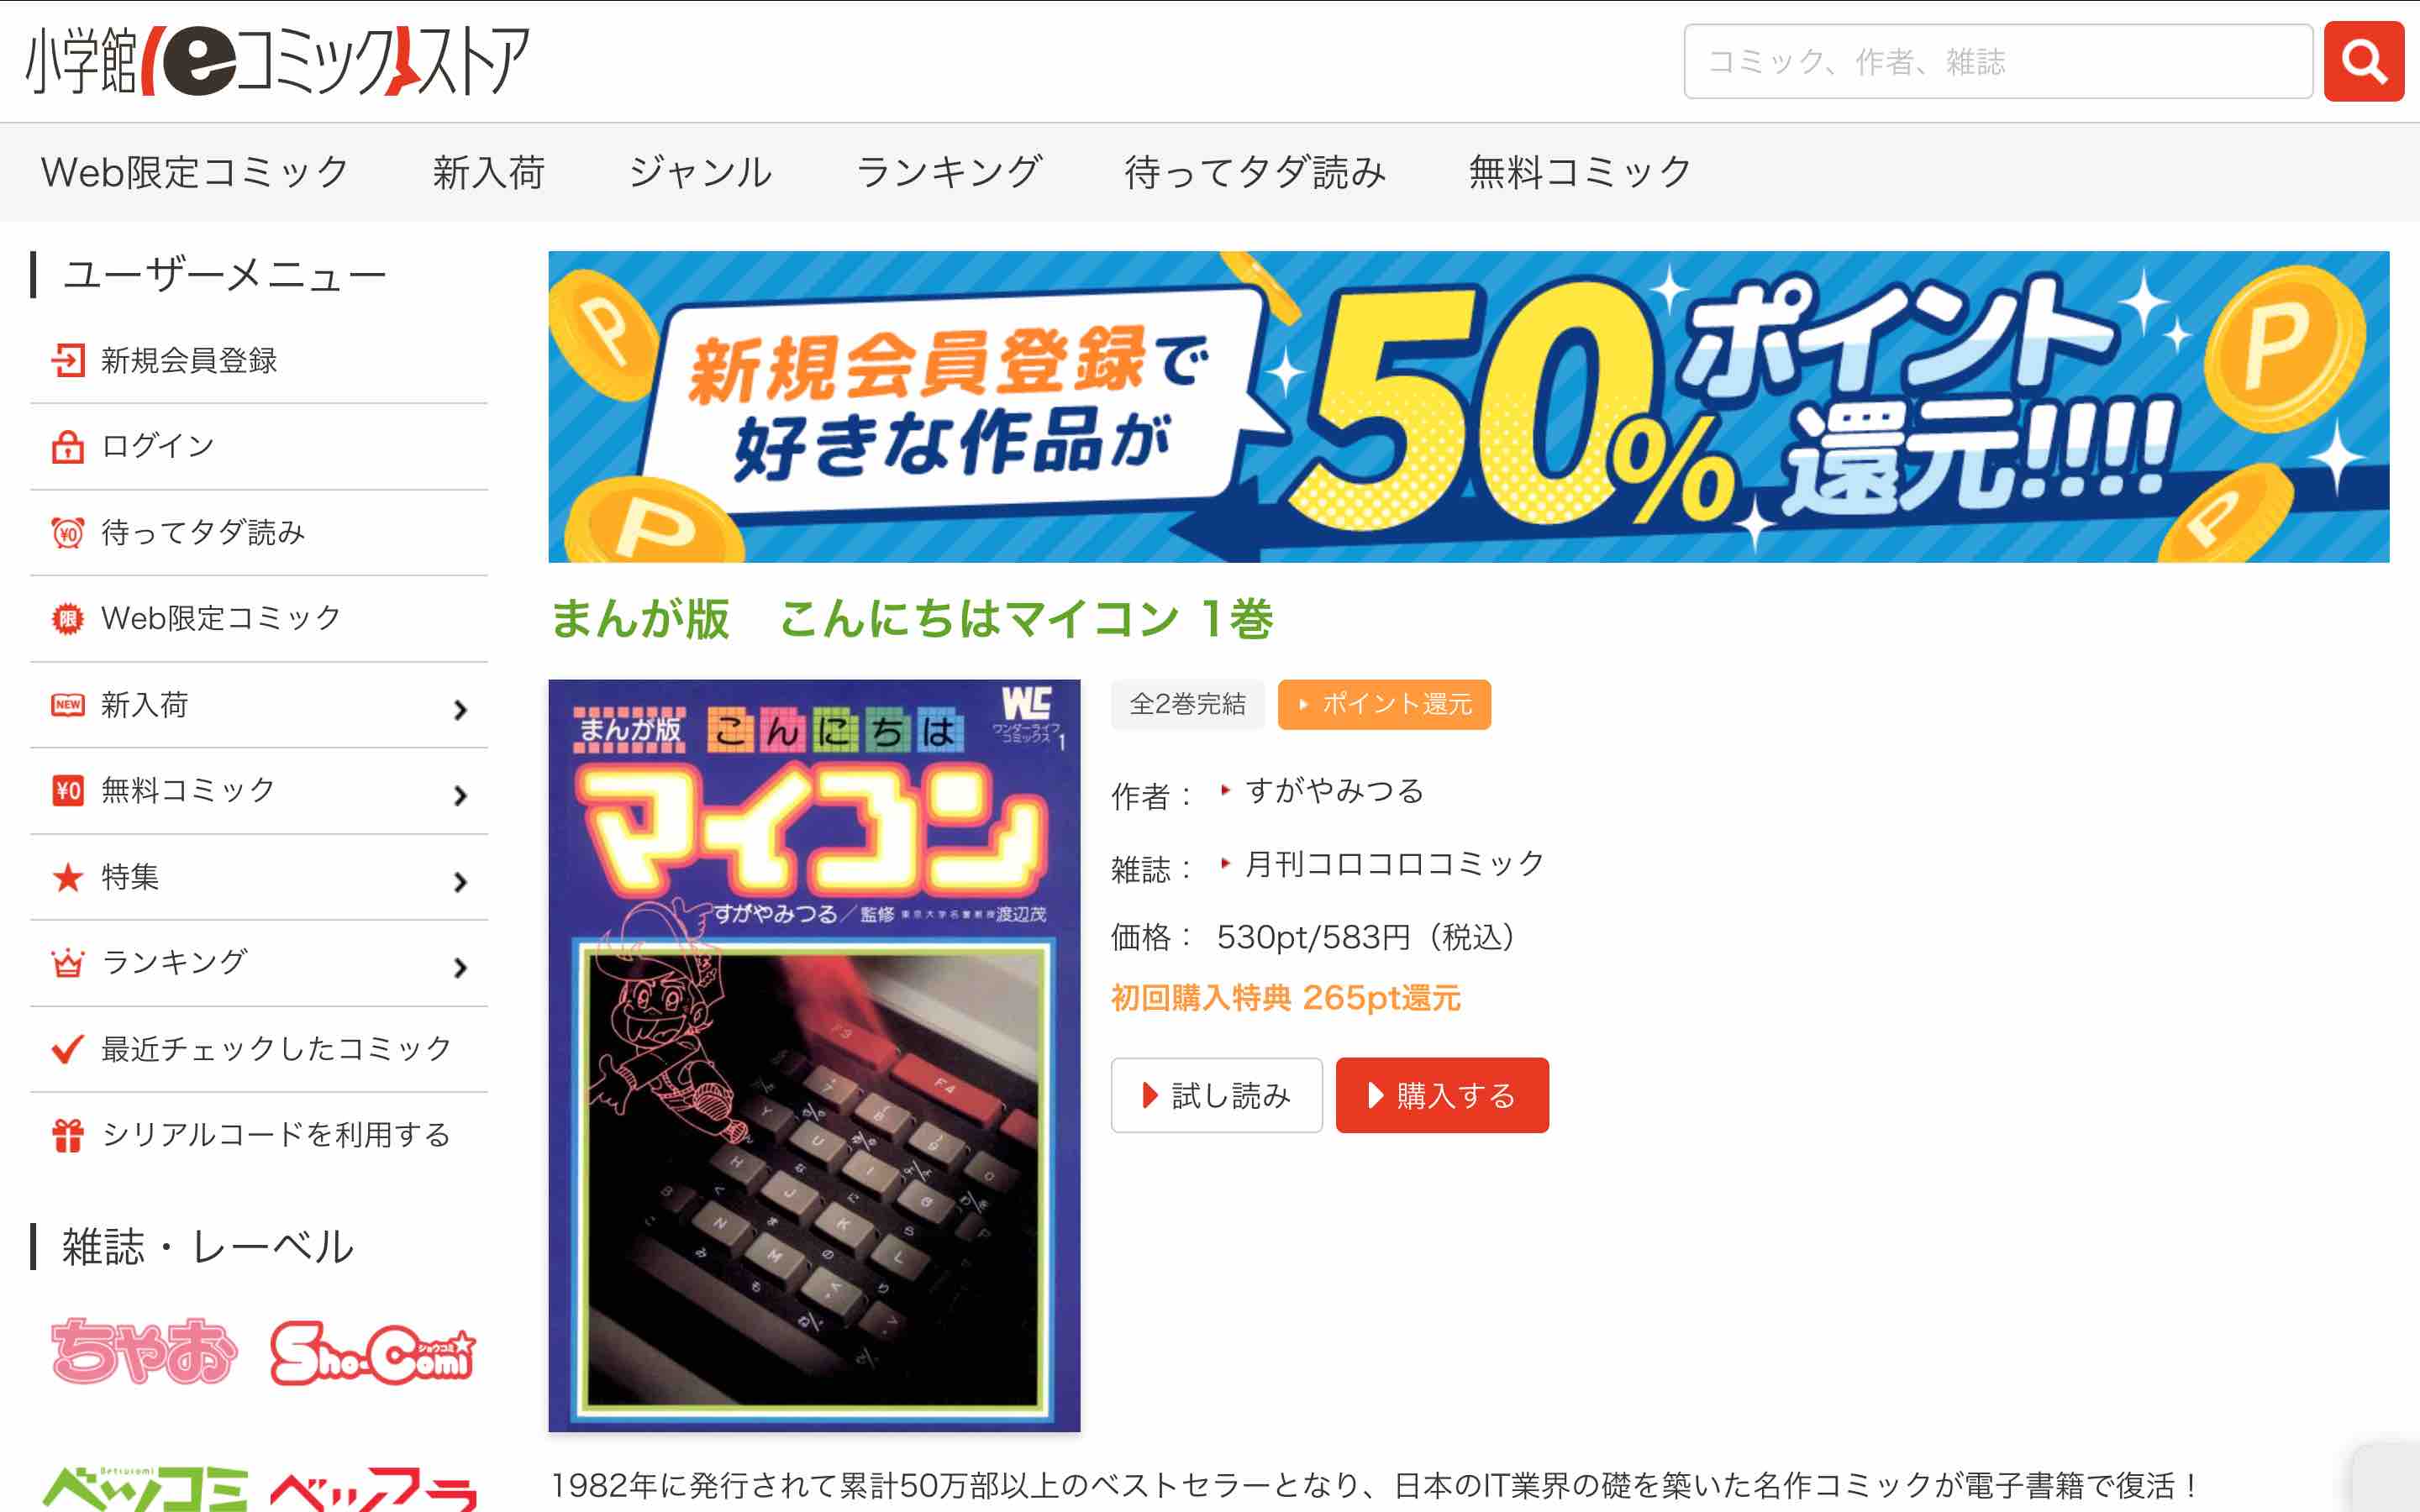 小学館eコミックストア
コミック、作者、雑誌
Web限定コミック 新入荷 ジャンル ランキング 待ってタダ読み 無料コミック
ユーザーメニュー
新規会員登録
ログイン
¥0 待ってタダ読み
限 Web限定コミック
NEW 新入荷
¥0 無料コミック
特集
ランキング
最近チェックしたコミック
シリアルコードを利用する
雑誌・レーベル
ちゃお
Sho-Comi ショウコミ
Betsucomi
ベツコミ
ベツフラ
新規会員登録で
好きな作品が
50%ポイント
還元!!!!
P
P
P
P
まんが版　こんにちはマイコン 1巻
まんが版 こんにちは
WLC
ワンダーライフ
コミックス 1
マイコン
すがやみつる／監修 東京大学名誉教授渡辺茂
F4
Y
U
I
O
H
J
K
L
B
N
M
P
全2巻完結 ポイント還元
作者： すがやみつる
雑誌： 月刊コロコロコミック
価格： 530pt/583円（税込）
初回購入特典 265pt還元
試し読み 購入する
1982年に発行されて累計50万部以上のベストセラーとなり、日本のIT業界の礎を築いた名作コミックが電子書籍で復活！